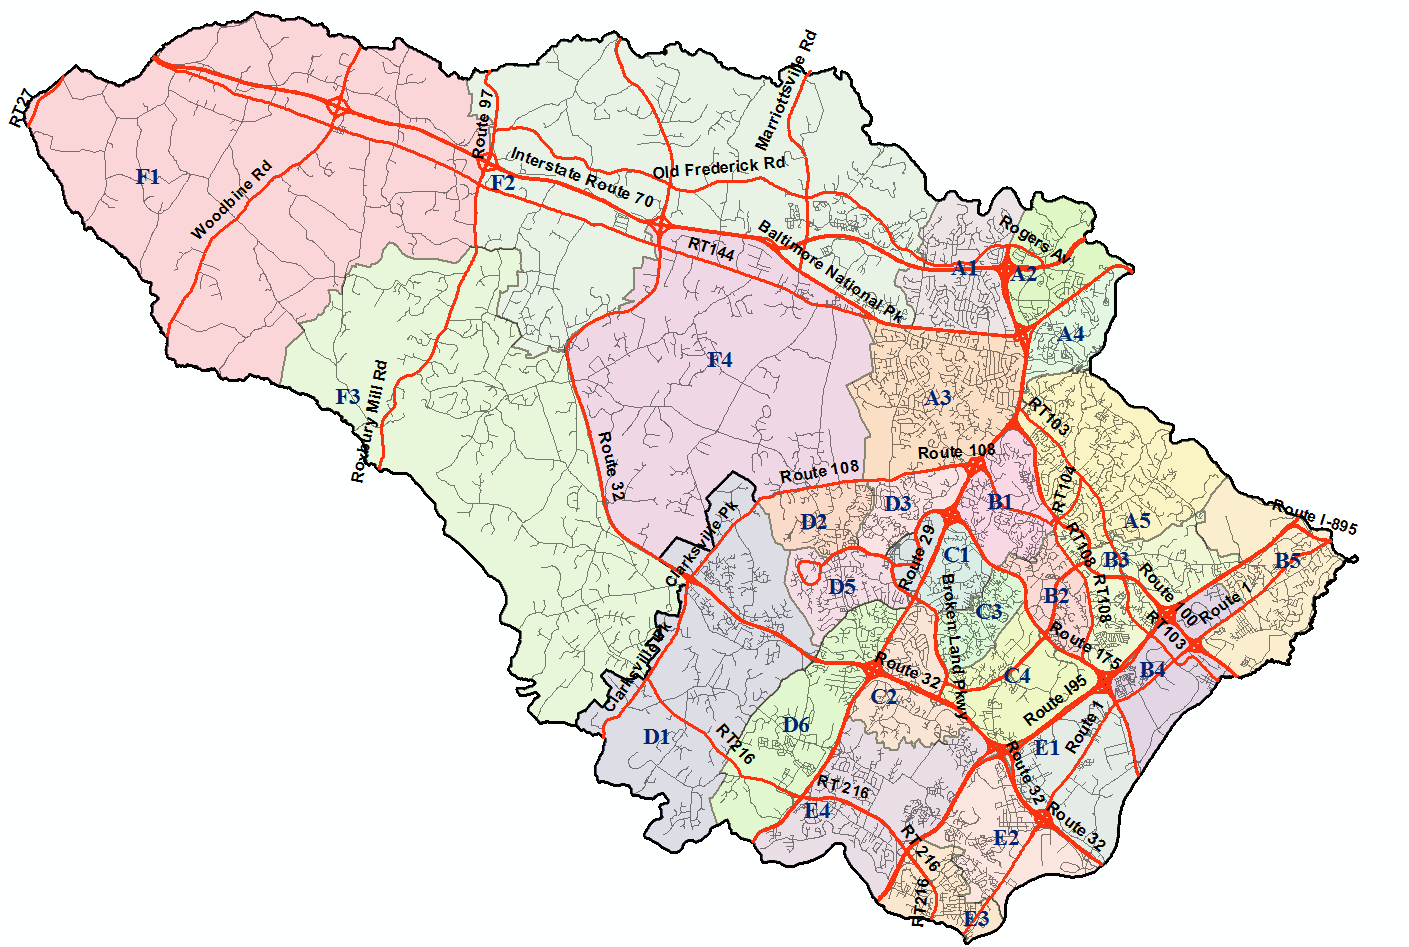 Marriottsville Rd
RT27
Route 97
F1
Woodbine Rd
F2
Interstate Route 70
Old Frederick Rd
RT144
Baltimore National Pk
Rogers Av
A1
A2
A4
F4
F3
Roxbury Mill Rd
A3
RT103
Route 32
Route 108
Route 108
RT104
Clarksville Pk
D2
D3
B1
A5
Route I-895
Route 29
C1
RT108
B3
B5
D5
Broken Land Pkwy
C3
B2
RT108
Route 100
Route 1
RT103
Clarksville Pk
Route 32
Route 175
C4
B4
C2
Route I95
Route 1
D1
RT216
D6
E1
Route 32
RT 216
E4
Route 32
E2
RT 216
RT216
E3